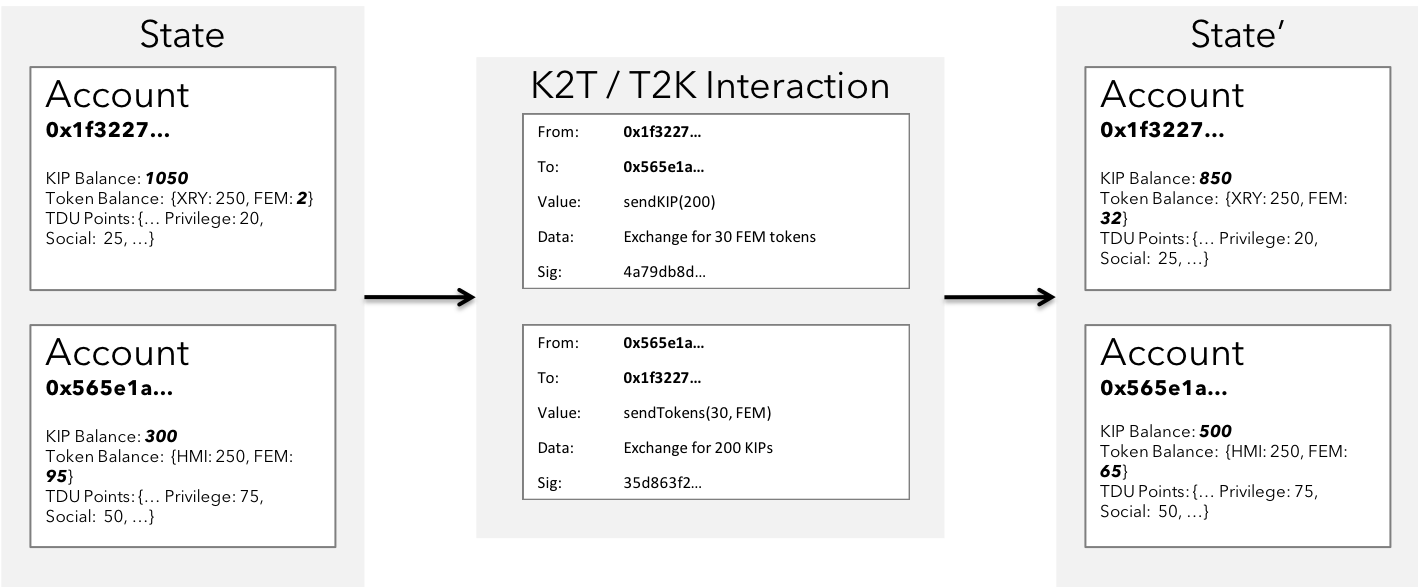 State
Account
0x1f3227...
KIP Balance: 1050
Token Balance: {XRY: 250, FEM: 2}
TDU Points: {... Privilege: 20,
Social: 25, ...}
Account
0x565e1a...
KIP Balance: 300
Token Balance: {HMI: 250, FEM:
95}
TDU Points: {... Privilege: 75,
Social: 50, ...}
K2T / T2K Interaction
From: 0x1f3227...
To: 0x565e1a...
Value: sendKIP(200)
Data: Exchange for 30 FEM tokens
Sig: 4a79db8d...
From: 0x565e1a...
To: 0x1f3227...
Value: sendTokens(30, FEM)
Data: Exchange for 200 KIPs
Sig: 35d863f2...
State’
Account
0x1f3227...
KIP Balance: 850
Token Balance: {XRY: 250, FEM:
32}
TDU Points: {... Privilege: 20,
Social: 25, ...}
Account
0x565e1a...
KIP Balance: 500
Token Balance: {HMI: 250, FEM:
65}
TDU Points: {... Privilege: 75,
Social: 50, ...}